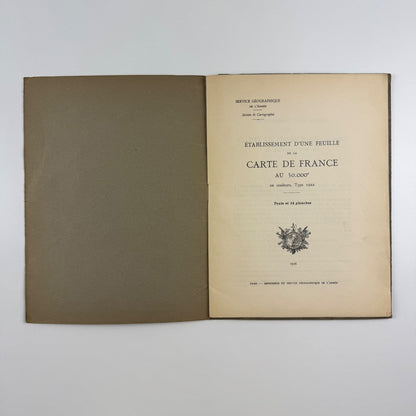 SERVICE GÉOGRAPHIQUE
DE L'ARMÉE
Section de Cartographie
ÉTABLISSEMENT D'UNE FEUILLE
DE LA
CARTE DE FRANCE
AU 50.000e
en couleurs, Type 1922
Texte et 14 planches
PARIS — IMPRIMERIE DU SERVICE GÉOGRAPHIQUE DE L'ARMÉE